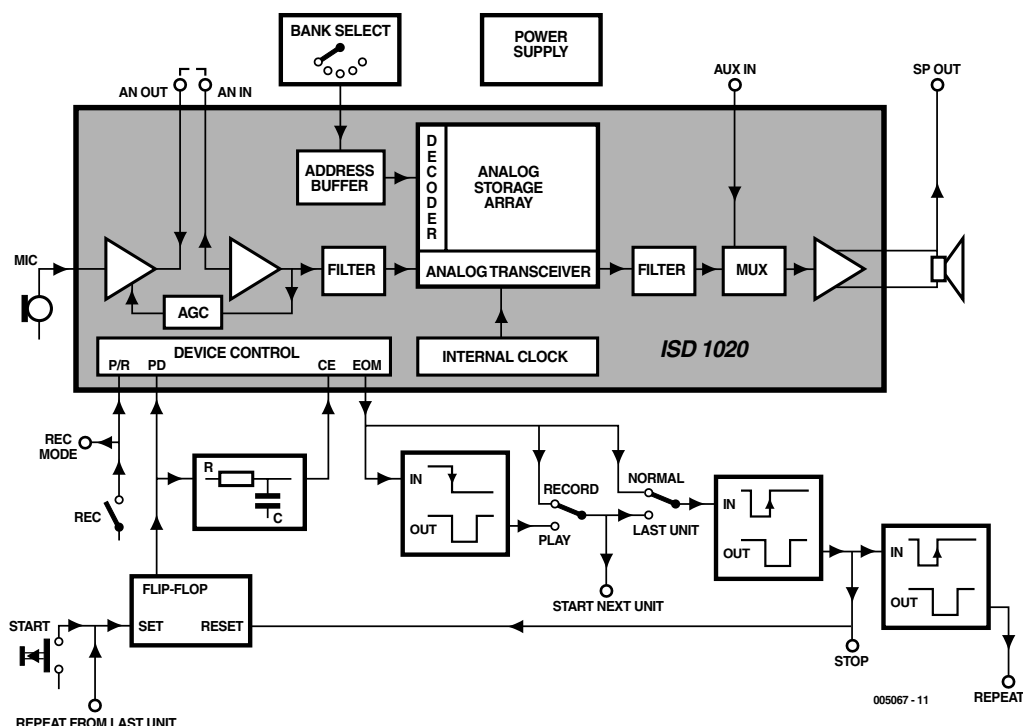 BANK SELECT
POWER
SUPPLY
AN OUT
AN IN
AUX IN
SP OUT
ADDRESS
BUFFER
DECODER
ANALOG
STORAGE
ARRAY
MIC
FILTER
ANALOG TRANSCEIVER
FILTER
MUX
AGC
DEVICE CONTROL
P/R PD CE EOM
INTERNAL CLOCK
ISD 1020
REC
MODE
REC
R
C
IN
OUT
RECORD
PLAY
NORMAL
LAST UNIT
START NEXT UNIT
IN
OUT
IN
OUT
FLIP-FLOP
SET RESET
START
REPEAT FROM LAST UNIT
STOP
005067 - 11
REPEAT